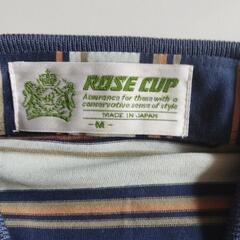 ROSE CUP
Assurance for those with a
conservative sense of style
MADE IN JAPAN
-M-